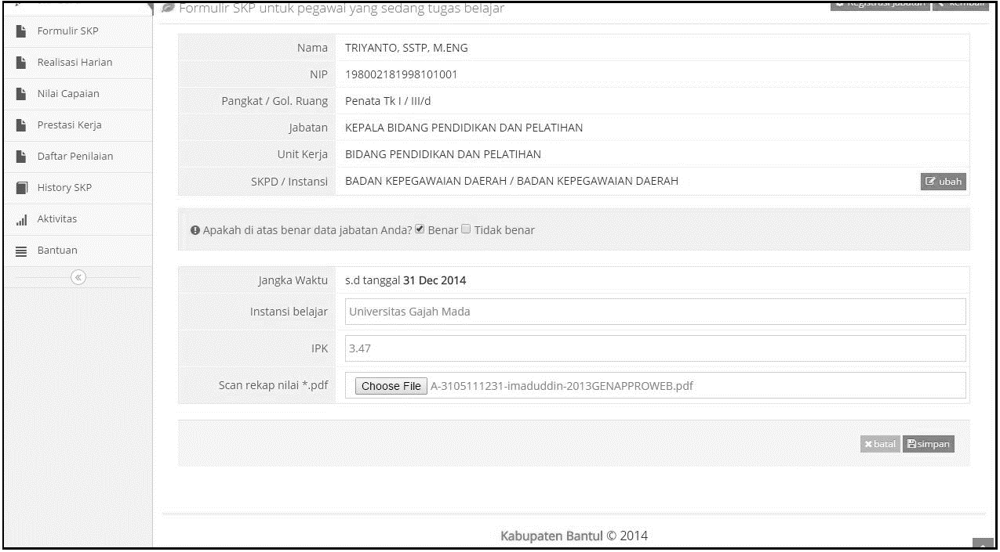 Formulir SKP untuk pegawai yang sedang tugas belajar
Registrasi Jabatan kembali
Formulir SKP
Realisasi Harian
Nilai Capaian
Prestasi Kerja
Daftar Penilaian
History SKP
Aktivitas
Bantuan
Nama TRIYANTO, SSTP, M.ENG
NIP 198002181998101001
Pangkat / Gol. Ruang Penata Tk I / III/d
Jabatan KEPALA BIDANG PENDIDIKAN DAN PELATIHAN
Unit Kerja BIDANG PENDIDIKAN DAN PELATIHAN
SKPD / Instansi BADAN KEPEGAWAIAN DAERAH / BADAN KEPEGAWAIAN DAERAH ubah
Apakah di atas benar data jabatan Anda? Benar Tidak benar
Jangka Waktu s.d tanggal 31 Dec 2014
Instansi belajar Universitas Gajah Mada
IPK 3.47
Scan rekap nilai *.pdf Choose File A-3105111231-imaduddin-2013GENAPPROWEB.pdf
batal simpan
Kabupaten Bantul © 2014